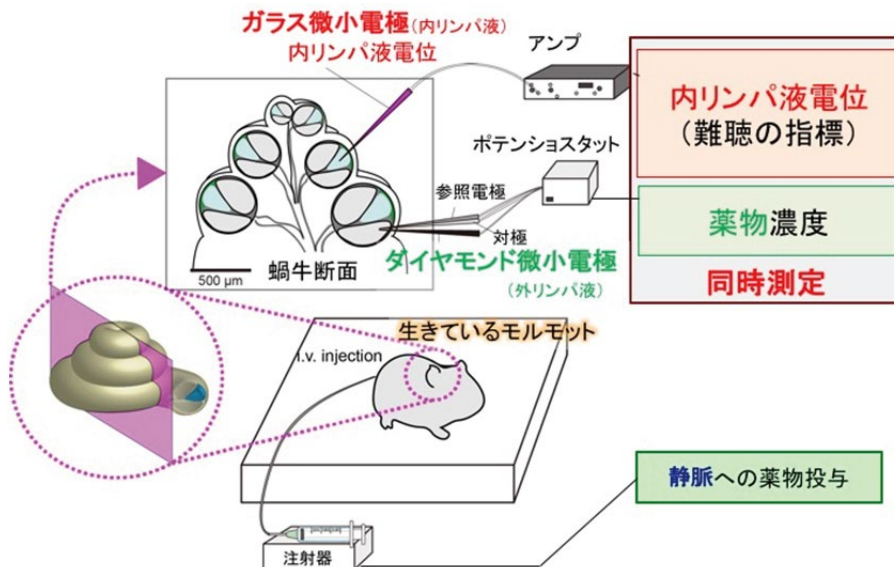 ガラス微小電極(内リンパ液)
内リンパ液電位
アンプ
内リンパ液電位
(難聴の指標)
ポテンショスタット
参照電極
対極
薬物濃度
500 μm
蝸牛断面
ダイヤモンド微小電極
(外リンパ液)
同時測定
生きているモルモット
i.v. injection
静脈への薬物投与
注射器